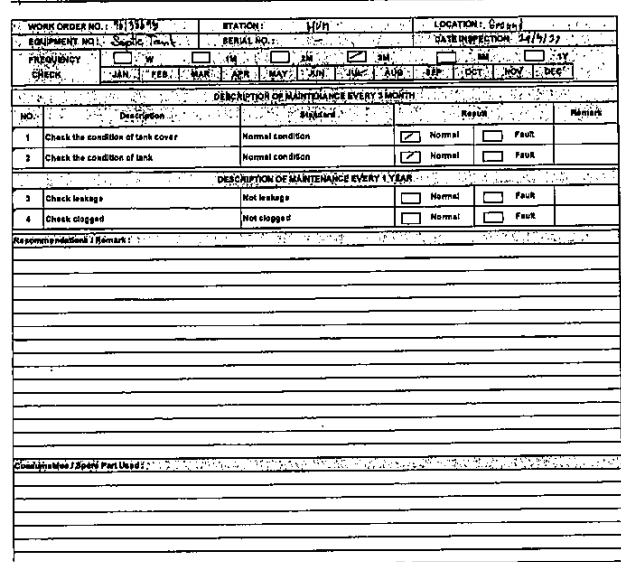 WORK ORDER NO.: STATION: HUM LOCATION: Ground
EQUIPMENT NO.: Septic Tank SERIAL NO.: - DATE INSPECTION
FREQUENCY W 1M 2M 3M 6M 1Y
CHECK JAN FEB MAR APR MAY JUN JUL AUG SEP OCT NOV DEC
DESCRIPTION OF MAINTENANCE EVERY 3 MONTH
NO. Description Standard Result Remark
1 Check the condition of tank cover Normal condition Normal Fault
2 Check the condition of tank Normal condition Normal Fault
DESCRIPTION OF MAINTENANCE EVERY 1 YEAR
3 Check leakage Not leakage Normal Fault
4 Check clogged Not clogged Normal Fault
Recommendations / Remark :
Consumables / Spare Part Used :